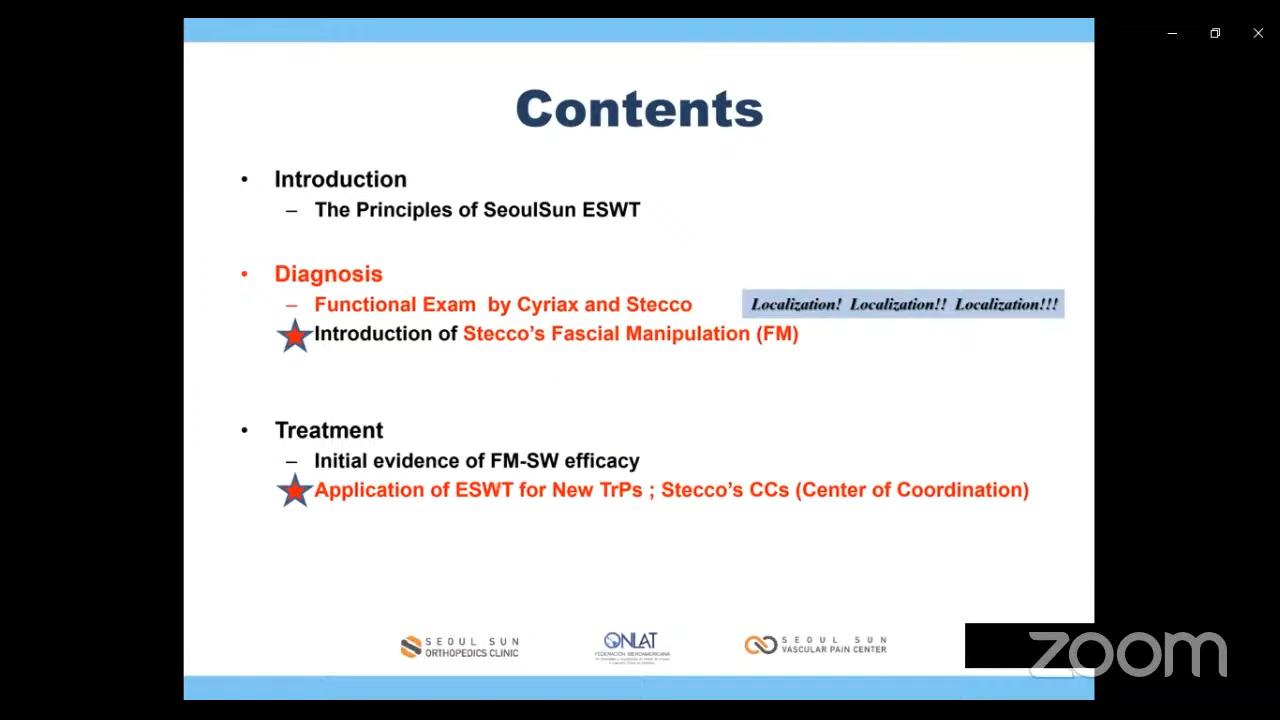 Contents
• Introduction
– The Principles of SeoulSun ESWT
• Diagnosis
– Functional Exam by Cyriax and Stecco
Localization! Localization!! Localization!!!
Introduction of Stecco's Fascial Manipulation (FM)
• Treatment
– Initial evidence of FM-SW efficacy
Application of ESWT for New TrPs ; Stecco's CCs (Center of Coordination)
SEOUL SUN
ORTHOPEDICS CLINIC
ONLAT
FEDERACIÓN IBEROAMERICANA
SEOUL SUN
VASCULAR PAIN CENTER
zoom